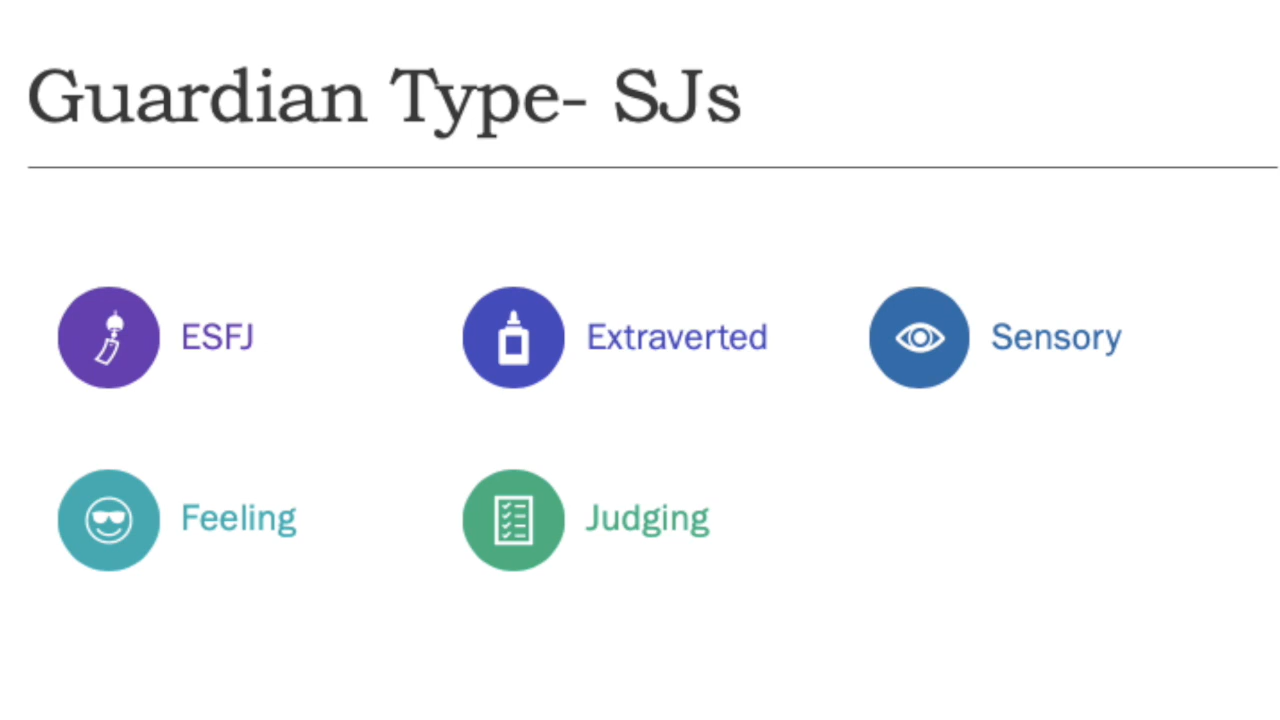 Guardian Type- SJs
ESFJ
Extraverted
Sensory
Feeling
Judging